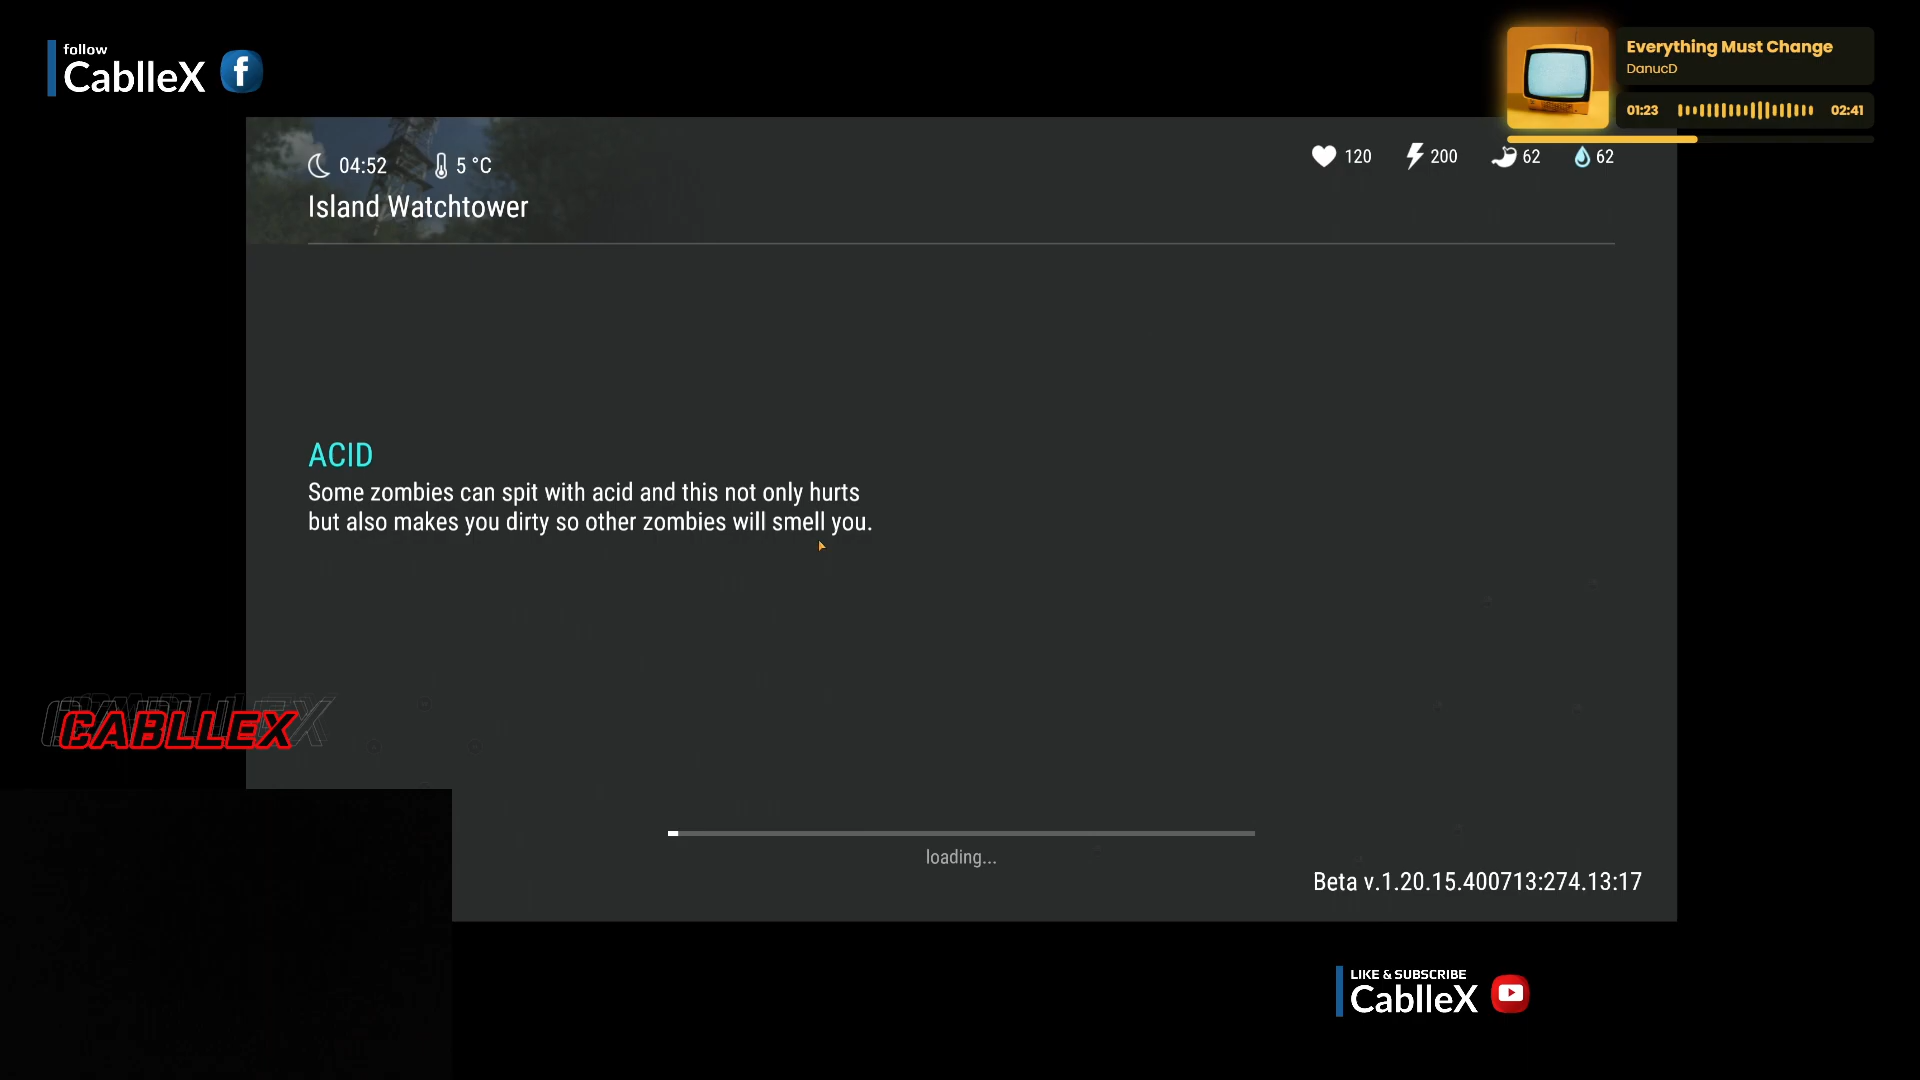 follow
CablleX
Everything Must Change
DanucD
01:23
02:41
04:52
5 °C
120
200
62
62
Island Watchtower
ACID
Some zombies can spit with acid and this not only hurts
but also makes you dirty so other zombies will smell you.
CABLLEX
loading...
Beta v.1.20.15.400713:274.13:17
LIKE & SUBSCRIBE
CablleX